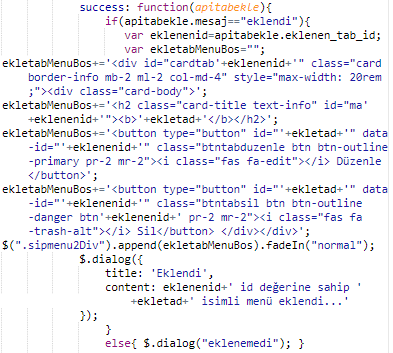 success: function(apitabekle){
if(apitabekle.mesaj=="eklendi"){
var eklenenid=apitabekle.eklenen_tab_id;
var ekletabMenuBos="";
ekletabMenuBos+='<div id="cardtab'+eklenenid+'" class="card
border-info mb-2 ml-2 col-md-4" style="max-width: 20rem
;"><div class="card-body">';
ekletabMenuBos+='<h2 class="card-title text-info" id="ma'
+eklenenid+'"><b>'+ekletad+'</b></h2>';
ekletabMenuBos+='<button type="button" id="'+ekletad+'" data
-id="'+eklenenid+'" class="btntabduzenle btn btn-outline
-primary pr-2 mr-2"><i class="fas fa-edit"></i> Düzenle
</button>';
ekletabMenuBos+='<button type="button" id="'+ekletad+'" data
-id="'+eklenenid+'" class="btntabsil btn btn-outline
-danger btn'+eklenenid+' pr-2 mr-2"><i class="fas fa
-trash-alt"></i> Sil</button> </div></div>';
$(".sipmenu2Div").append(ekletabMenuBos).fadeIn("normal");
$.dialog({
title: 'Eklendi',
content: eklenenid+' id değerine sahip '
+ekletad+' isimli menü eklendi...'
});
}
else{ $.dialog("eklenemedi"); }